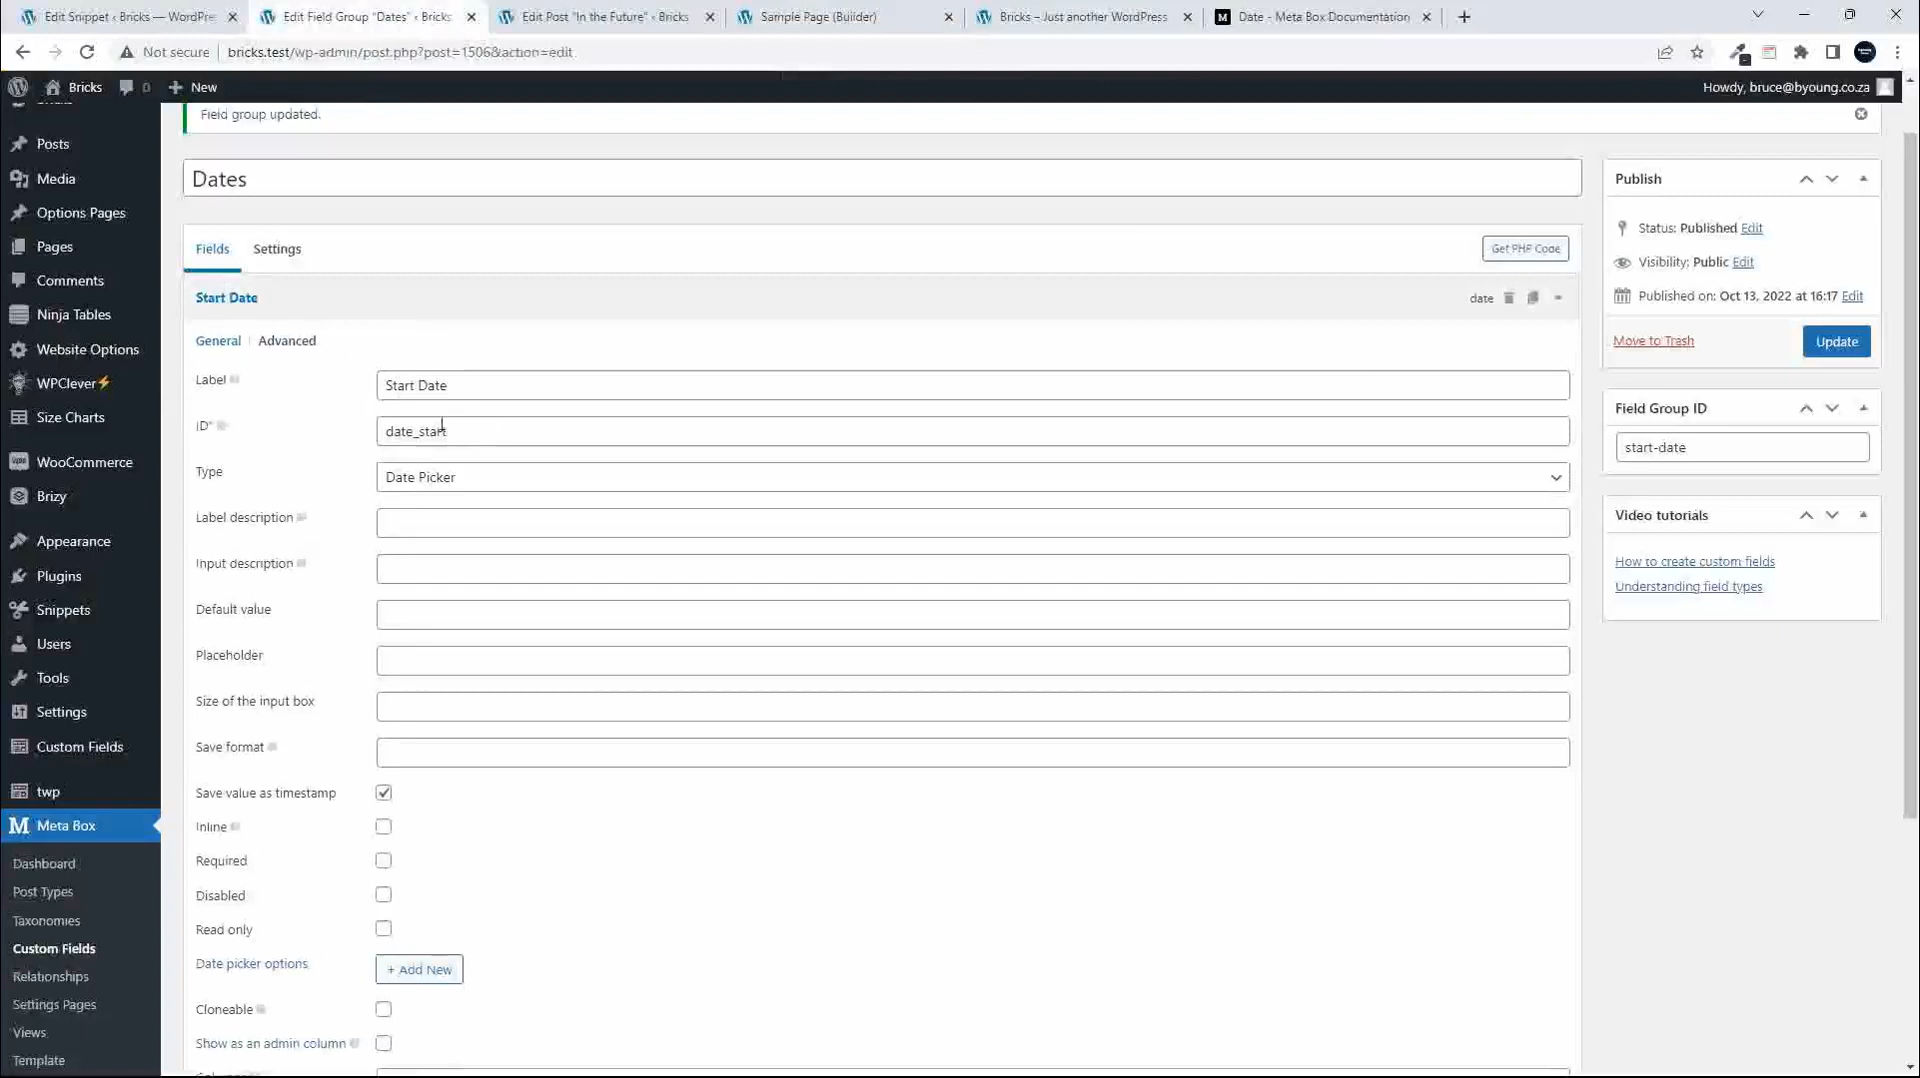 Edit Snippet ‹ Bricks — WordPre
Edit Field Group "Dates" ‹ Bricks
Edit Post "In the Future" ‹ Bricks
Sample Page (Builder)
Bricks – Just another WordPress
Date - Meta Box Documentation
Not secure
bricks.test/wp-admin/post.php?post=1506&action=edit
Bricks
0
New
Howdy, bruce@byoung.co.za
Posts
Media
Options Pages
Pages
Comments
Ninja Tables
Website Options
WPClever⚡
Size Charts
WooCommerce
Brizy
Appearance
Plugins
Snippets
Users
Tools
Settings
Custom Fields
twp
Meta Box
Dashboard
Post Types
Taxonomies
Custom Fields
Relationships
Settings Pages
Views
Template
Field group updated.
Dates
Fields
Settings
Get PHP Code
Start Date
date
General
Advanced
Label
Start Date
ID*
date_start
Type
Date Picker
Label description
Input description
Default value
Placeholder
Size of the input box
Save format
Save value as timestamp
Inline
Required
Disabled
Read only
Date picker options
+ Add New
Cloneable
Show as an admin column
Publish
Status: Published Edit
Visibility: Public Edit
Published on: Oct 13, 2022 at 16:17 Edit
Move to Trash
Update
Field Group ID
start-date
Video tutorials
How to create custom fields
Understanding field types